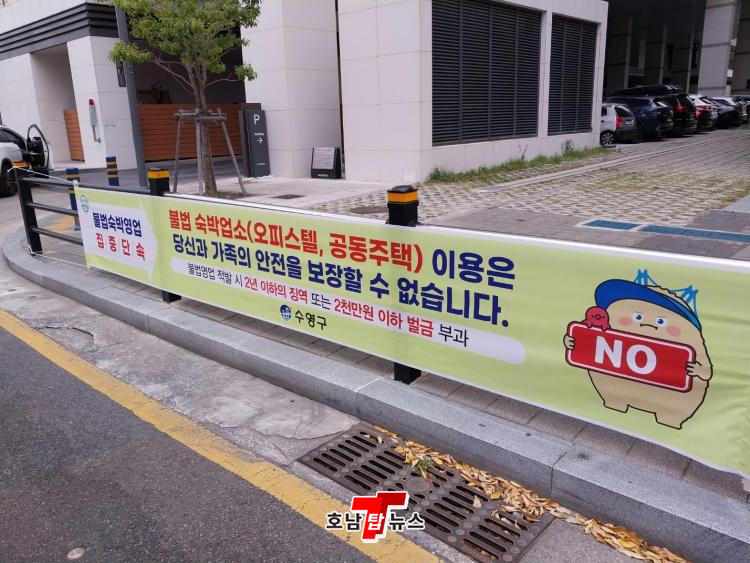 불법숙박영업
집중단속
불법 숙박업소(오피스텔, 공동주택) 이용은
당신과 가족의 안전을 보장할 수 없습니다.
불법영업 적발 시 2년 이하의 징역 또는 2천만원 이하 벌금 부과
수영구
NO
P
호남탑뉴스